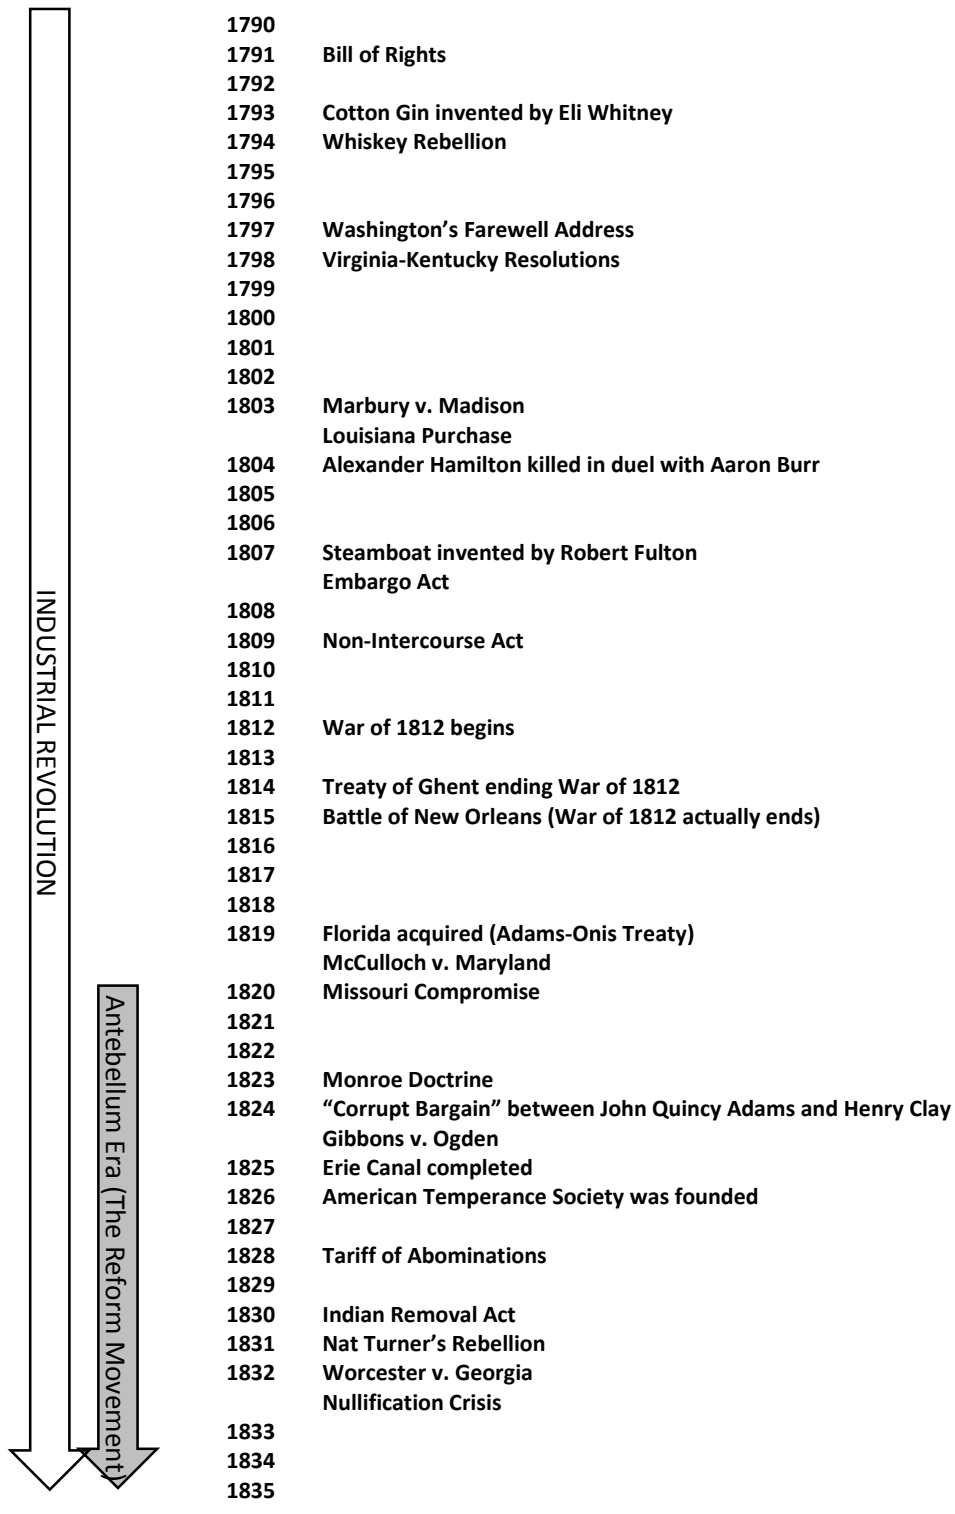 1790
1791 Bill of Rights
1792
1793 Cotton Gin invented by Eli Whitney
1794 Whiskey Rebellion
1795
1796
1797 Washington’s Farewell Address
1798 Virginia-Kentucky Resolutions
1799
1800
1801
1802
1803 Marbury v. Madison
Louisiana Purchase
1804 Alexander Hamilton killed in duel with Aaron Burr
1805
1806
1807 Steamboat invented by Robert Fulton
Embargo Act
1808
1809 Non-Intercourse Act
1810
1811
1812 War of 1812 begins
1813
1814 Treaty of Ghent ending War of 1812
1815 Battle of New Orleans (War of 1812 actually ends)
1816
1817
1818
1819 Florida acquired (Adams-Onis Treaty)
McCulloch v. Maryland
1820 Missouri Compromise
1821
1822
1823 Monroe Doctrine
1824 “Corrupt Bargain” between John Quincy Adams and Henry Clay
Gibbons v. Ogden
1825 Erie Canal completed
1826 American Temperance Society was founded
1827
1828 Tariff of Abominations
1829
1830 Indian Removal Act
1831 Nat Turner’s Rebellion
1832 Worcester v. Georgia
Nullification Crisis
1833
1834
1835
INDUSTRIAL REVOLUTION
Antebellum Era (The Reform Movement)